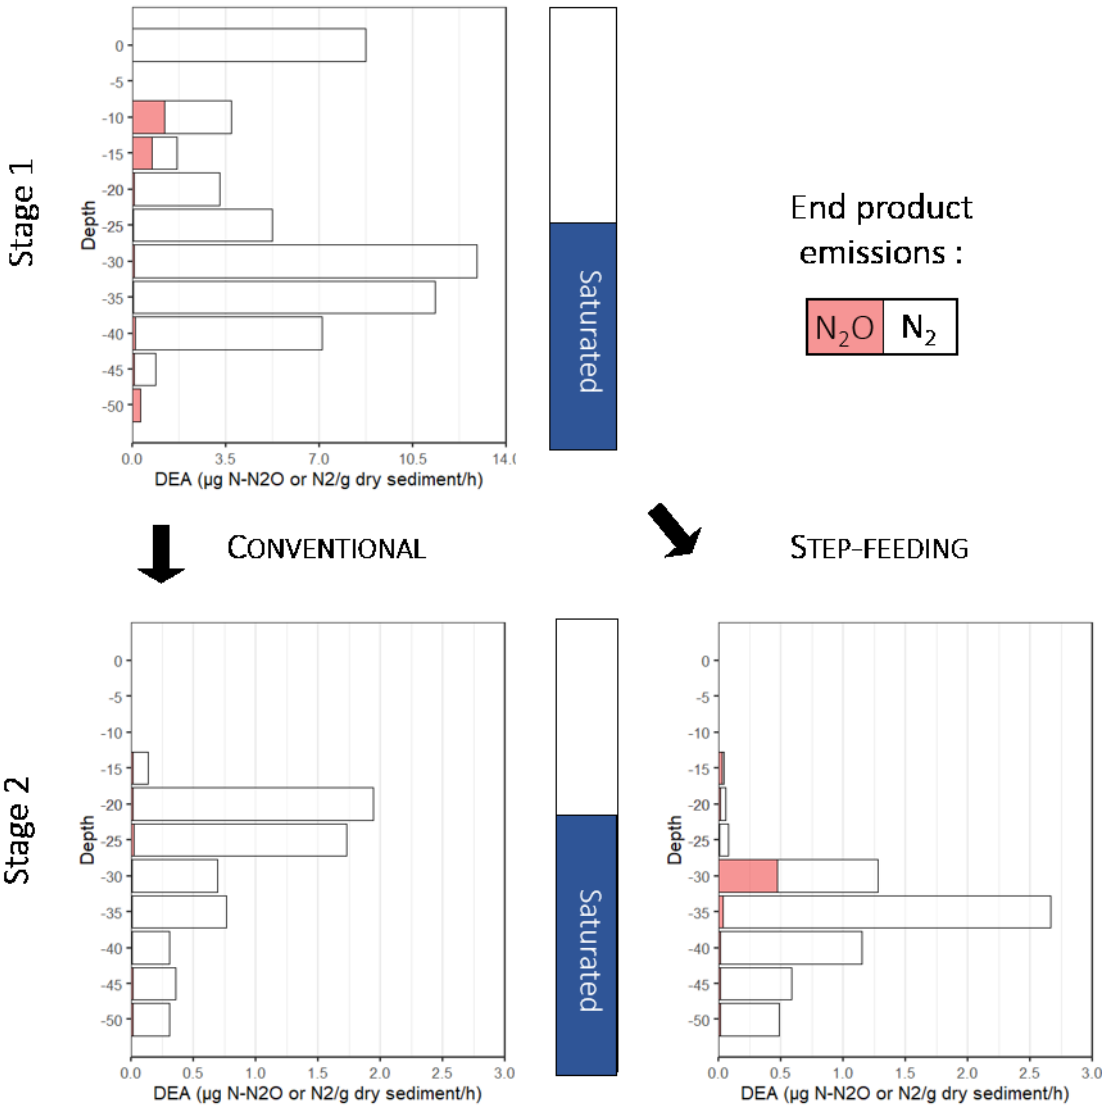 Stage 1
Depth
0
-5
-10
-15
-20
-25
-30
-35
-40
-45
-50
0.0 3.5 7.0 10.5 14.0
DEA (µg N-N2O or N2/g dry sediment/h)
Saturated
End product
emissions :
N₂O N₂
CONVENTIONAL
STEP-FEEDING
Stage 2
Depth
0
-5
-10
-15
-20
-25
-30
-35
-40
-45
-50
0.0 0.5 1.0 1.5 2.0 2.5 3.0
DEA (µg N-N2O or N2/g dry sediment/h)
Saturated
Depth
0
-5
-10
-15
-20
-25
-30
-35
-40
-45
-50
0.0 0.5 1.0 1.5 2.0 2.5 3.0
DEA (µg N-N2O or N2/g dry sediment/h)